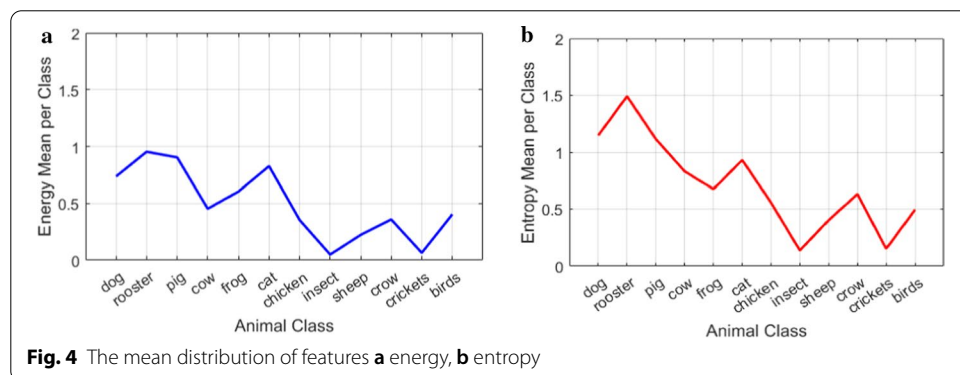 a
2
1.5
1
0.5
0
Energy Mean per Class
dog rooster pig cow frog cat chicken insect sheep crow crickets birds
Animal Class
b
2
1.5
1
0.5
0
Entropy Mean per Class
dog rooster pig cow frog cat chicken insect sheep crow crickets birds
Animal Class
Fig. 4 The mean distribution of features a energy, b entropy